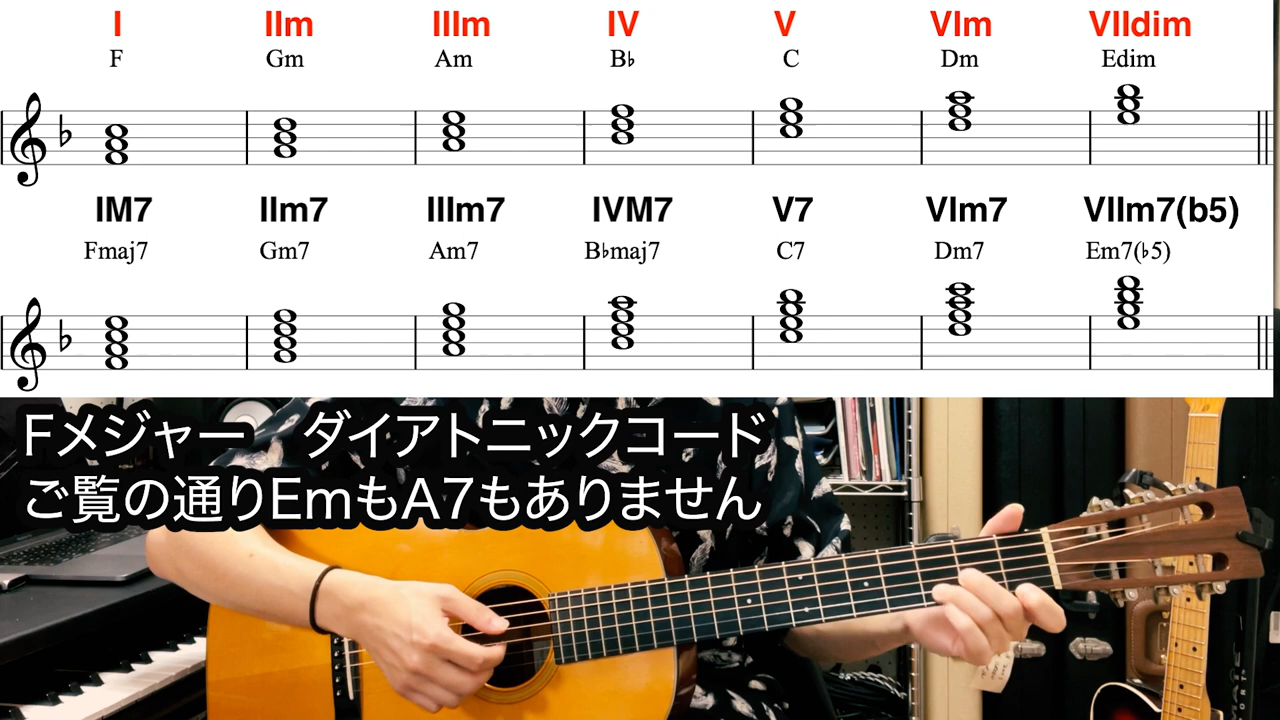 I IIm IIIm IV V VIm VIIdim
F Gm Am B♭ C Dm Edim
IM7 IIm7 IIIm7 IVM7 V7 VIm7 VIIm7(b5)
Fmaj7 Gm7 Am7 B♭maj7 C7 Dm7 Em7(♭5)
Fメジャー　ダイアトニックコード
ご覧の通りEmもA7もありません